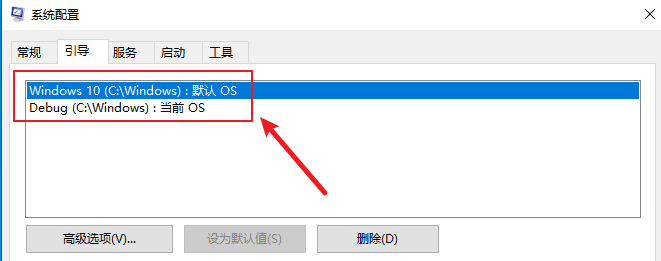 系统配置
常规 引导 服务 启动 工具
Windows 10 (C:\Windows) : 默认 OS
Debug (C:\Windows) : 当前 OS
高级选项(V)... 设为默认值(S) 删除(D)